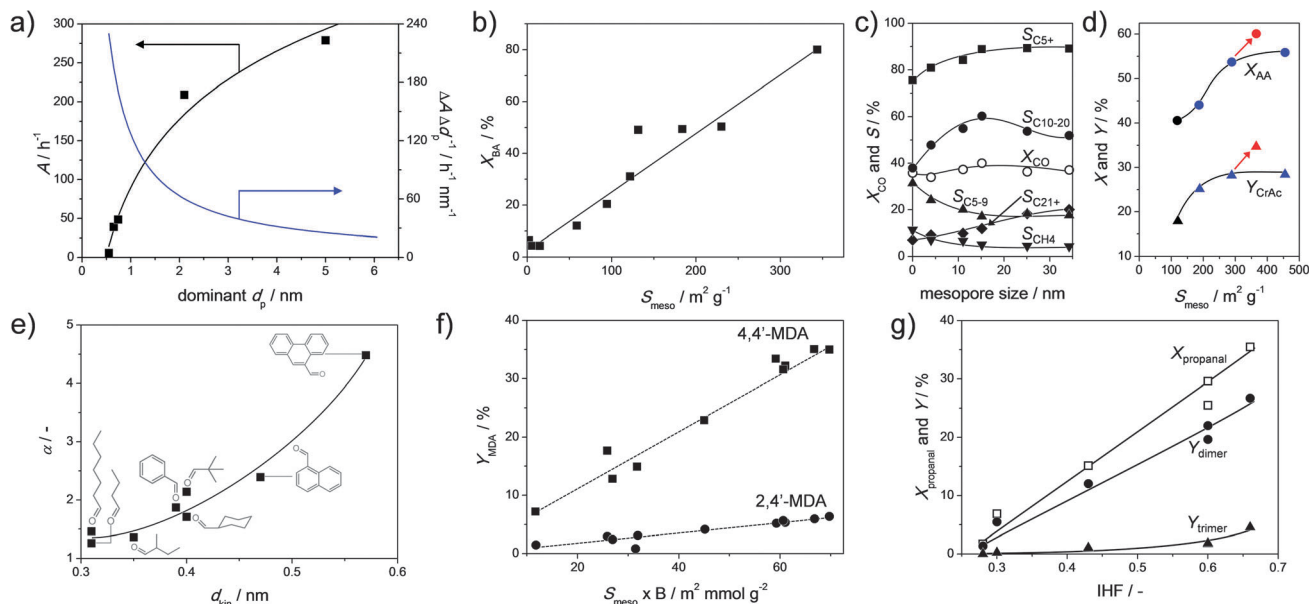 a)
300
250
200
150
100
50
0
A / h⁻¹
240
180
120
60
0
ΔA Δdₚ⁻¹ / h⁻¹ nm⁻¹
0 1 2 3 4 5 6
dominant dₚ / nm
b)
80
60
40
20
0
X_BA / %
0 100 200 300
S_meso / m² g⁻¹
c)
100
80
60
40
20
0
X_CO and S / %
S_C5+
S_C10-20
X_CO
S_C5-9
S_C21+
S_CH4
0 10 20 30
mesopore size / nm
d)
60
50
40
30
20
10
X and Y / %
X_AA
Y_CrAc
0 100 200 300 400 500
S_meso / m² g⁻¹
e)
5
4
3
2
1
α / -
O
O
O
O
O
O
O
O
0.3 0.4 0.5 0.6
d_kin / nm
f)
40
30
20
10
0
Y_MDA / %
4,4'-MDA
2,4'-MDA
20 40 60
S_meso x B / m² mmol g⁻²
g)
40
30
20
10
0
X_propanal and Y / %
X_propanal
Y_dimer
Y_trimer
0.3 0.4 0.5 0.6 0.7
IHF / -